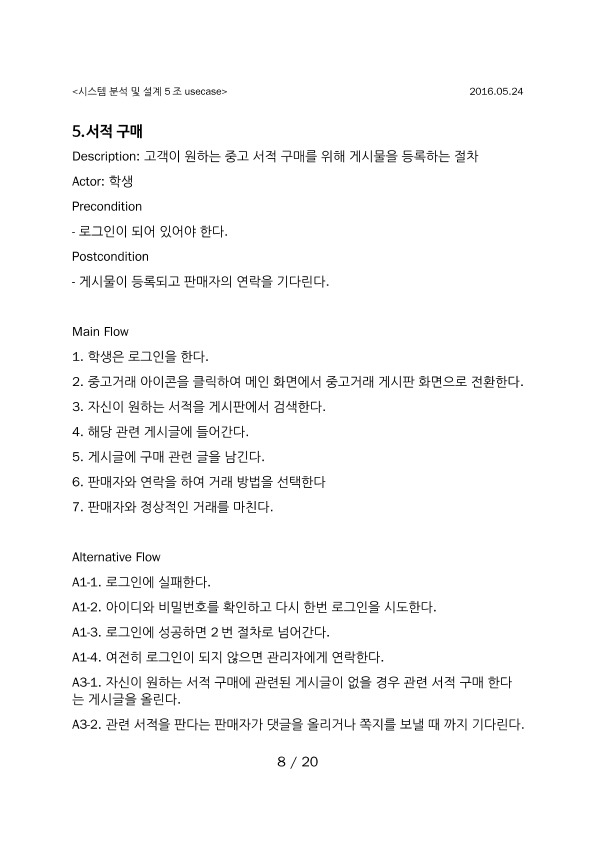 <시스템 분석 및 설계 5 조 usecase> 2016.05.24
5.서적 구매
Description: 고객이 원하는 중고 서적 구매를 위해 게시물을 등록하는 절차
Actor: 학생
Precondition
- 로그인이 되어 있어야 한다.
Postcondition
- 게시물이 등록되고 판매자의 연락을 기다린다.
Main Flow
1. 학생은 로그인을 한다.
2. 중고거래 아이콘을 클릭하여 메인 화면에서 중고거래 게시판 화면으로 전환한다.
3. 자신이 원하는 서적을 게시판에서 검색한다.
4. 해당 관련 게시글에 들어간다.
5. 게시글에 구매 관련 글을 남긴다.
6. 판매자와 연락을 하여 거래 방법을 선택한다
7. 판매자와 정상적인 거래를 마친다.
Alternative Flow
A1-1. 로그인에 실패한다.
A1-2. 아이디와 비밀번호를 확인하고 다시 한번 로그인을 시도한다.
A1-3. 로그인에 성공하면 2 번 절차로 넘어간다.
A1-4. 여전히 로그인이 되지 않으면 관리자에게 연락한다.
A3-1. 자신이 원하는 서적 구매에 관련된 게시글이 없을 경우 관련 서적 구매 한다
는 게시글을 올린다.
A3-2. 관련 서적을 판다는 판매자가 댓글을 올리거나 쪽지를 보낼 때 까지 기다린다.
8 / 20